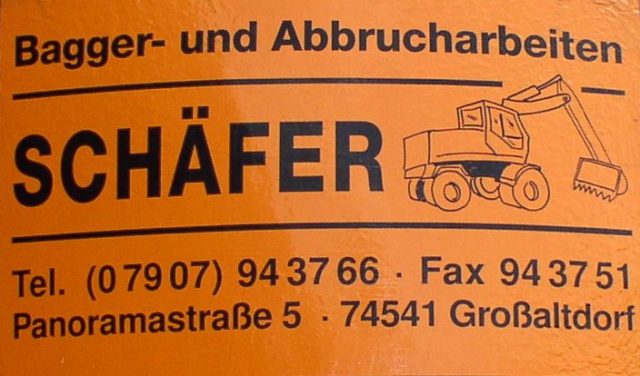 Bagger- und Abbrucharbeiten
SCHÄFER
Tel. (0 79 07) 94 37 66 · Fax 94 37 51
Panoramastraße 5 · 74541 Großaltdorf